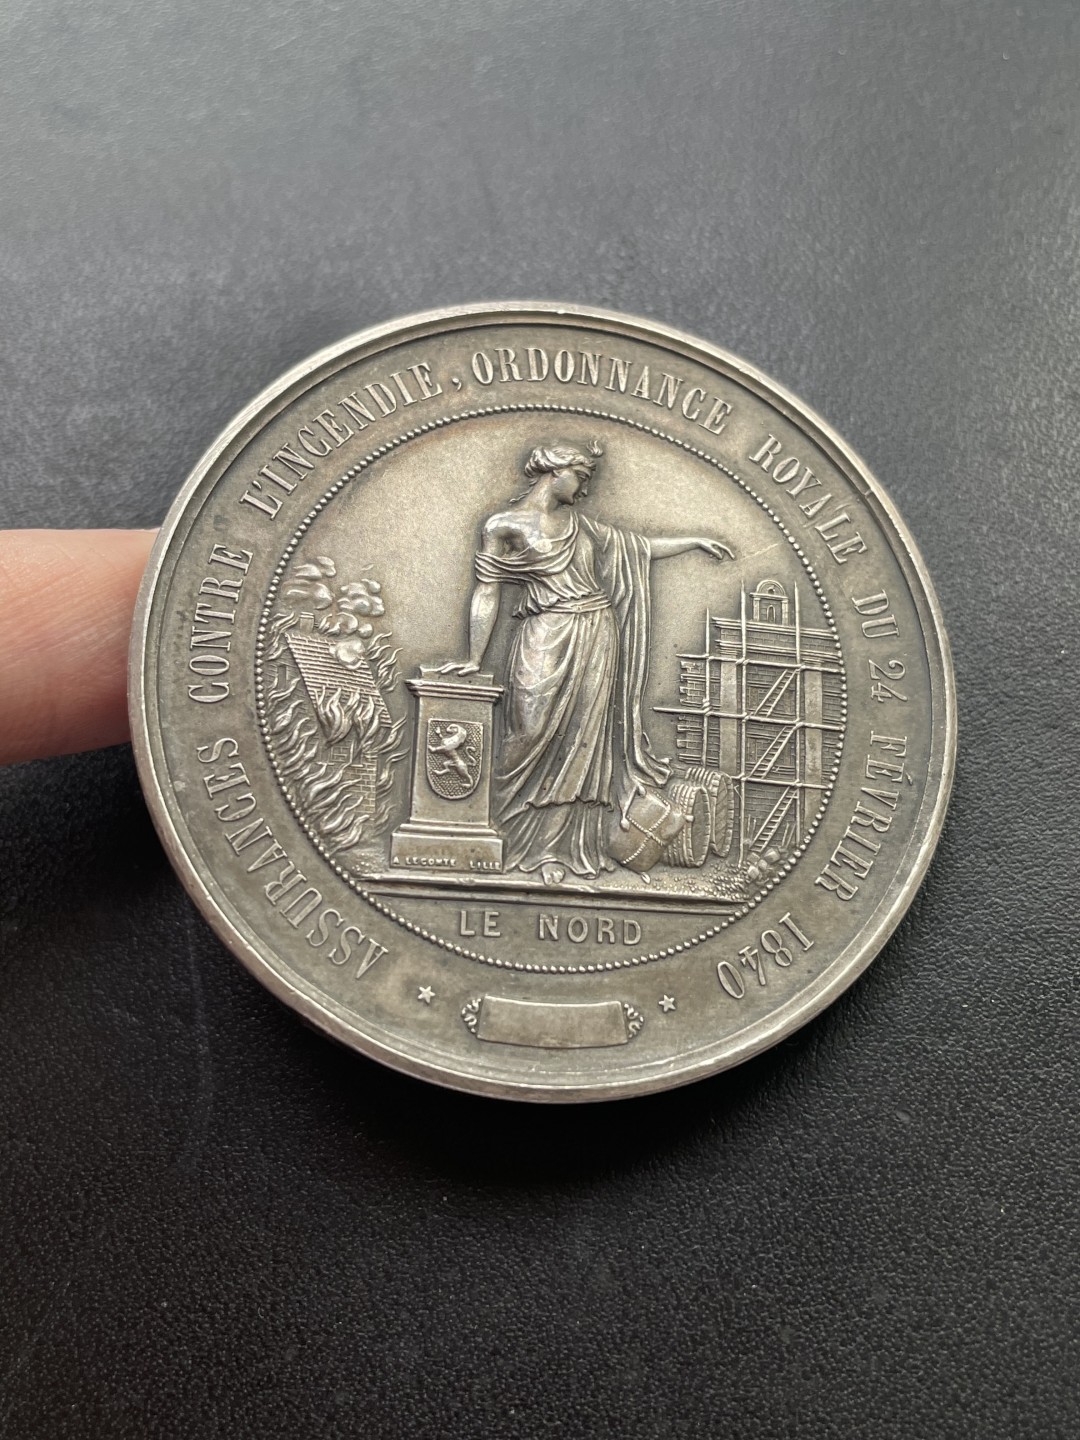 ASSURANCES CONTRE L'INCENDIE, ORDONNANCE ROYALE DU 24 FÉVRIER 1840
A LECOMTE LILLE
LE NORD